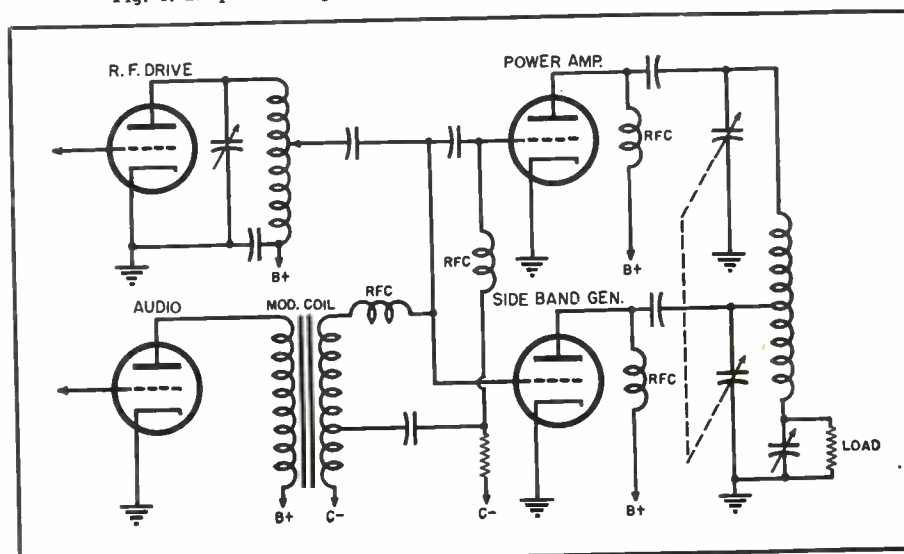 R.F. DRIVE
POWER AMP.
RFC
B+
RFC
B+
AUDIO
MOD. COIL
RFC
SIDE BAND GEN.
RFC
LOAD
B+
C-
C-
B+